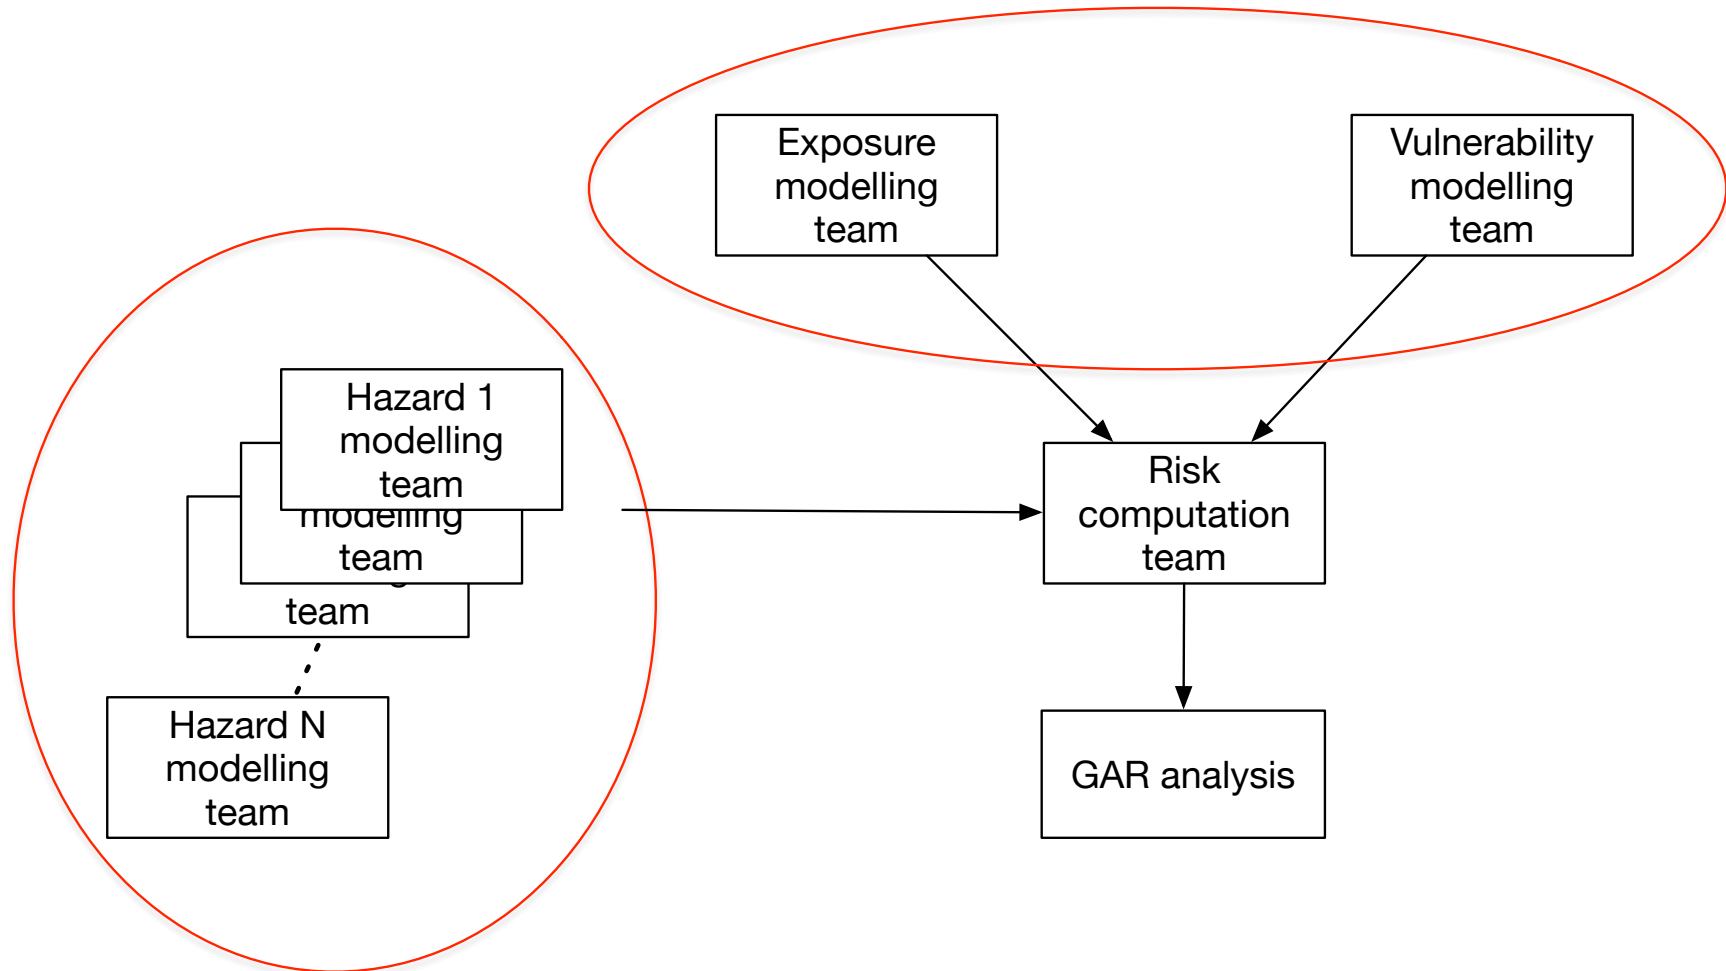 Exposure
modelling
team
Vulnerability
modelling
team
Hazard 1
modelling
team
modelling
team
team
Hazard N
modelling
team
Risk
computation
team
GAR analysis